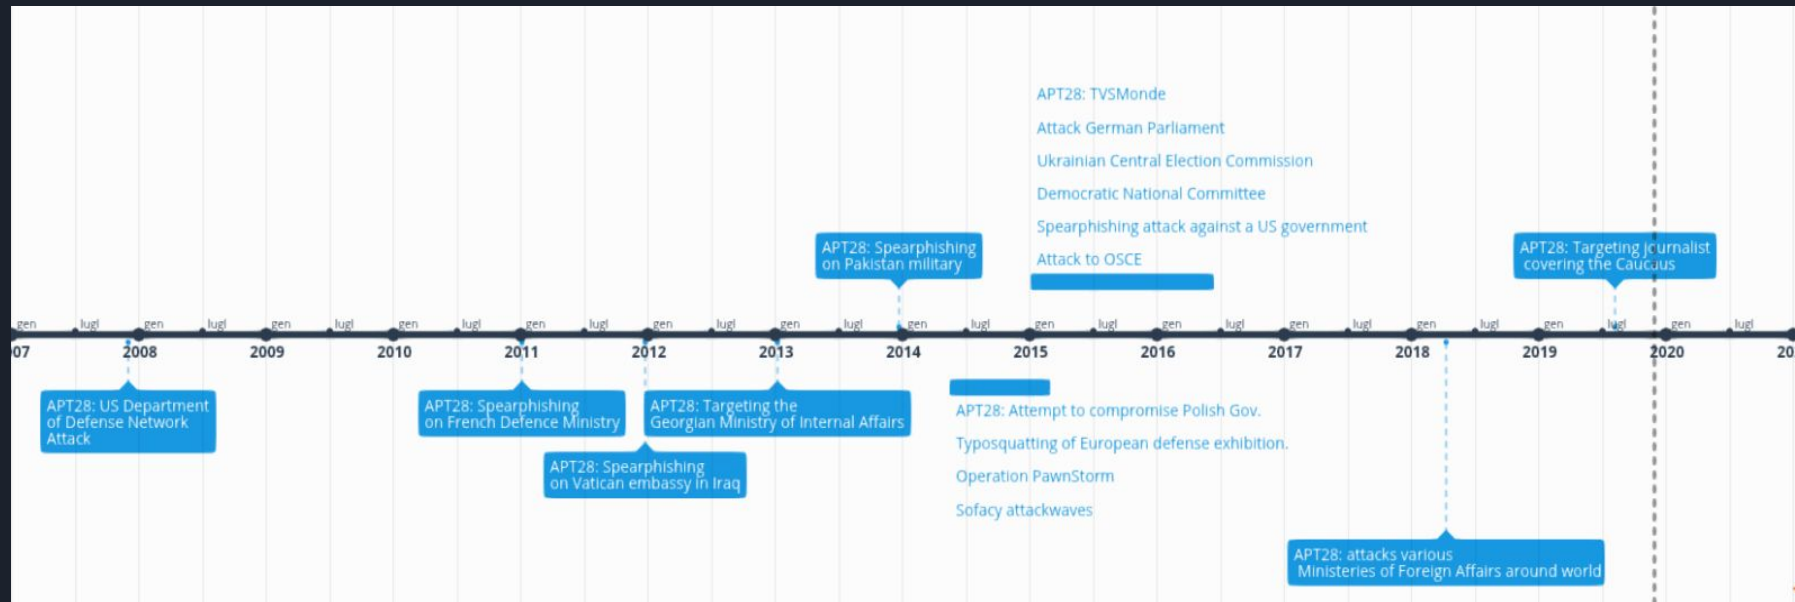 APT28: TVSMonde
Attack German Parliament
Ukrainian Central Election Commission
Democratic National Committee
Spearphishing attack against a US government
Attack to OSCE
APT28: Spearphishing
on Pakistan military
APT28: Targeting journalist
covering the Caucaus
gen lugl gen lugl gen lugl gen lugl gen lugl gen lugl gen lugl gen lugl gen lugl gen lugl gen lugl gen lugl gen lugl gen lugl
07 2008 2009 2010 2011 2012 2013 2014 2015 2016 2017 2018 2019 2020 20
APT28: US Department
of Defense Network
Attack
APT28: Spearphishing
on French Defence Ministry
APT28: Targeting the
Georgian Ministry of Internal Affairs
APT28: Spearphishing
on Vatican embassy in Iraq
APT28: Attempt to compromise Polish Gov.
Typosquatting of European defense exhibition.
Operation PawnStorm
Sofacy attackwaves
APT28: attacks various
Ministeries of Foreign Affairs around world